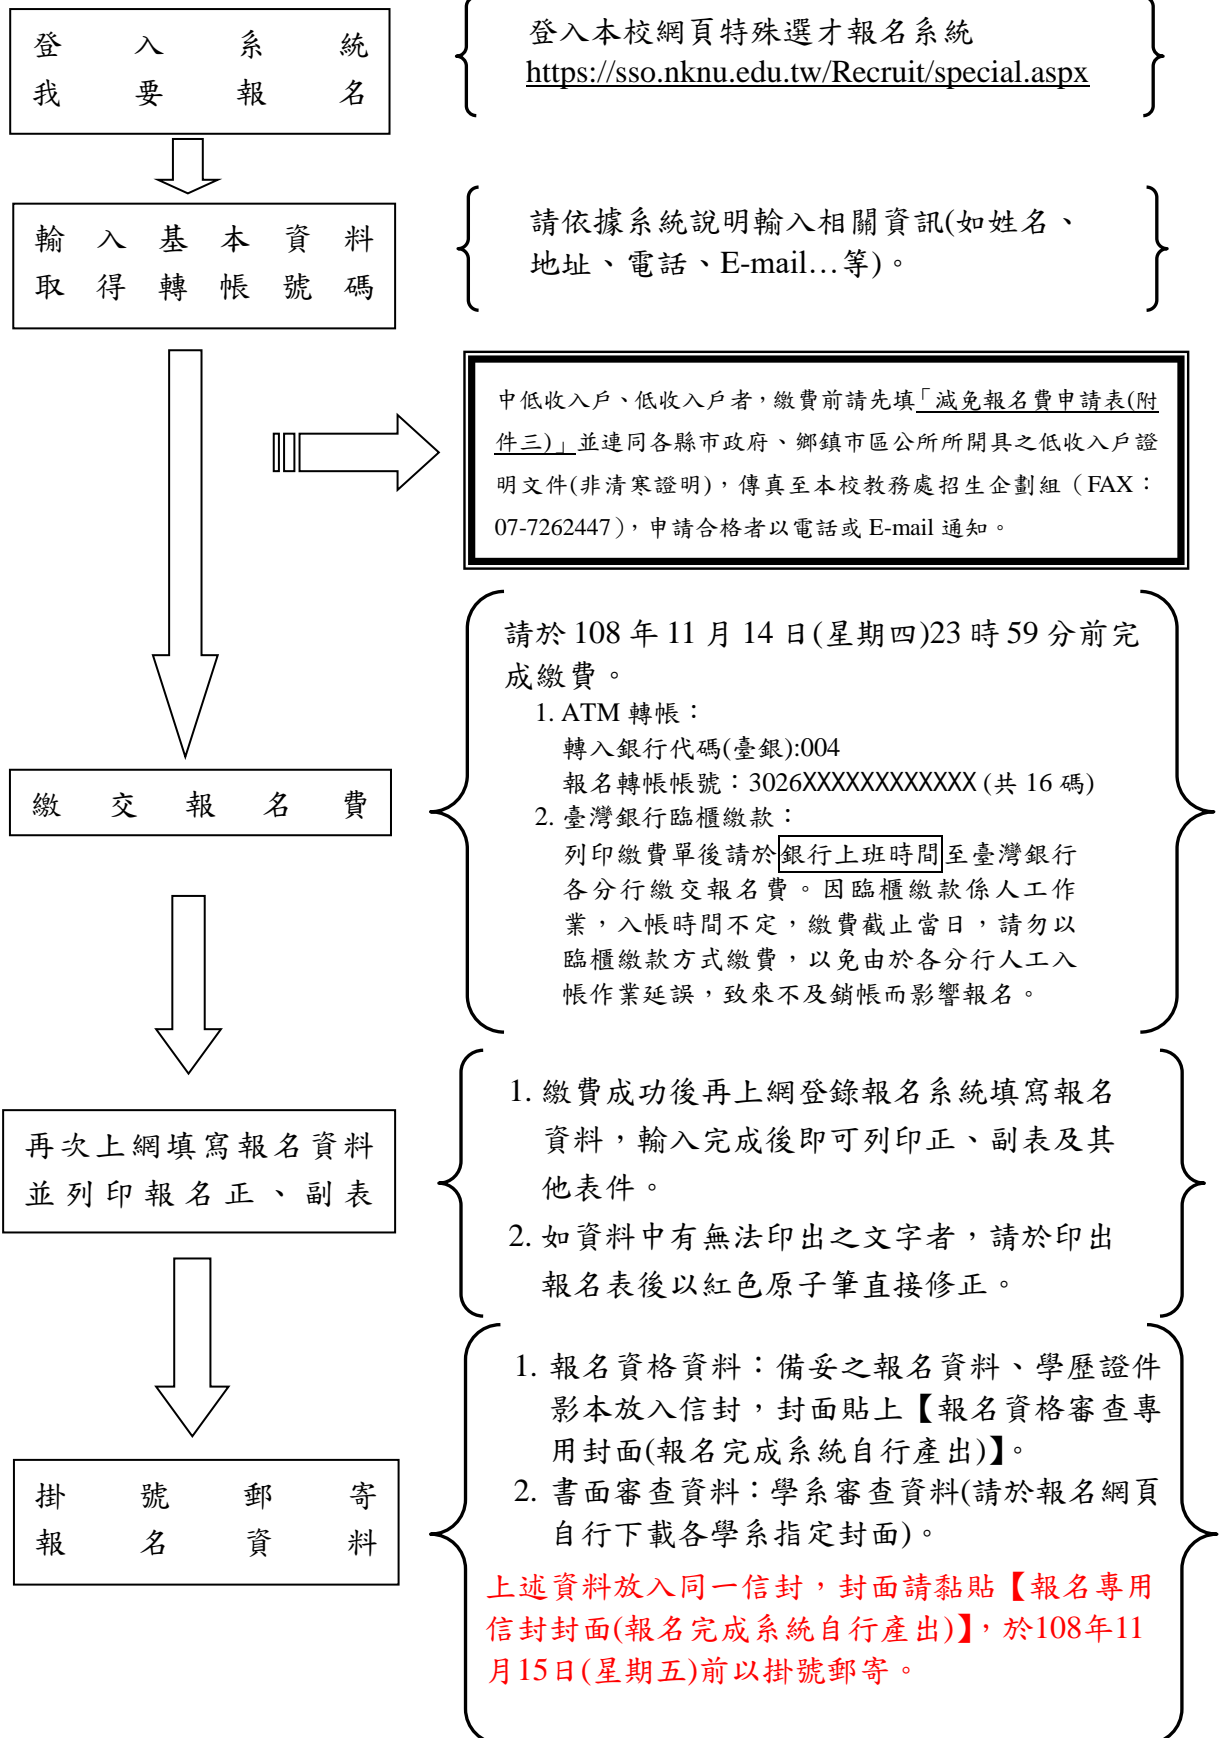 登入系統
我要報名
登入本校網頁特殊選才報名系統
https://sso.nknu.edu.tw/Recruit/special.aspx
輸入基本資料
取得轉帳號碼
請依據系統說明輸入相關資訊(如姓名、
地址、電話、E-mail…等)。
中低收入戶、低收入戶者，繳費前請先填「減免報名費申請表(附
件三)」並連同各縣市政府、鄉鎮市區公所所開具之低收入戶證
明文件(非清寒證明)，傳真至本校教務處招生企劃組（FAX：
07-7262447），申請合格者以電話或 E-mail 通知。
繳交報名費
請於 108 年 11 月 14 日(星期四)23 時 59 分前完
成繳費。
1. ATM 轉帳：
轉入銀行代碼(臺銀):004
報名轉帳帳號：3026XXXXXXXXXXXX (共 16 碼)
2. 臺灣銀行臨櫃繳款：
列印繳費單後請於銀行上班時間至臺灣銀行
各分行繳交報名費。因臨櫃繳款係人工作
業，入帳時間不定，繳費截止當日，請勿以
臨櫃繳款方式繳費，以免由於各分行人工入
帳作業延誤，致來不及銷帳而影響報名。
再次上網填寫報名資料
並列印報名正、副表
1. 繳費成功後再上網登錄報名系統填寫報名
資料，輸入完成後即可列印正、副表及其
他表件。
2. 如資料中有無法印出之文字者，請於印出
報名表後以紅色原子筆直接修正。
掛號郵寄
報名資料
1. 報名資格資料：備妥之報名資料、學歷證件
影本放入信封，封面貼上【報名資格審查專
用封面(報名完成系統自行產出)】。
2. 書面審查資料：學系審查資料(請於報名網頁
自行下載各學系指定封面)。
上述資料放入同一信封，封面請黏貼【報名專用
信封封面(報名完成系統自行產出)】，於108年11
月15日(星期五)前以掛號郵寄。